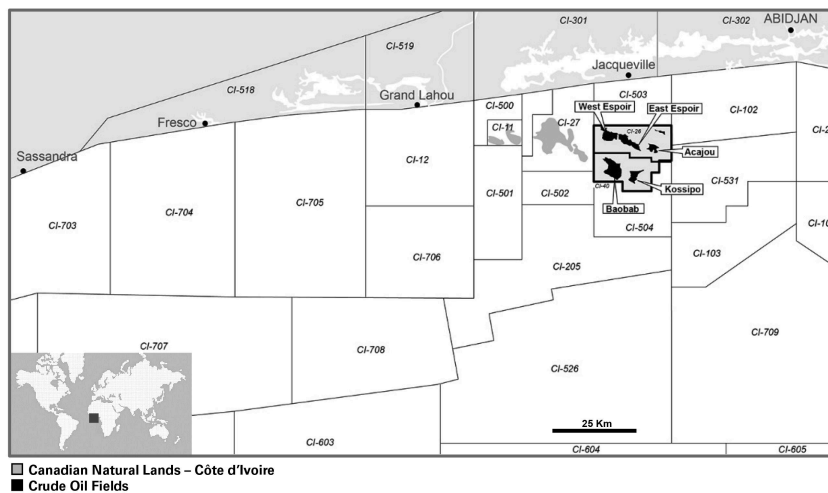 CI-301
CI-302
ABIDJAN
CI-519
Jacqueville
CI-518
Grand Lahou
CI-500
CI-503
West Espoir
East Espoir
CI-102
Fresco
CI-11
CI-27
CI-26
CI-2
Acajou
Sassandra
CI-12
CI-531
CI-40
Kossipo
CI-501
CI-502
Baobab
CI-703
CI-704
CI-705
CI-504
CI-10
CI-706
CI-205
CI-103
CI-707
CI-708
CI-709
CI-526
25 Km
CI-603
CI-604
CI-605
Canadian Natural Lands – Côte d'Ivoire
Crude Oil Fields